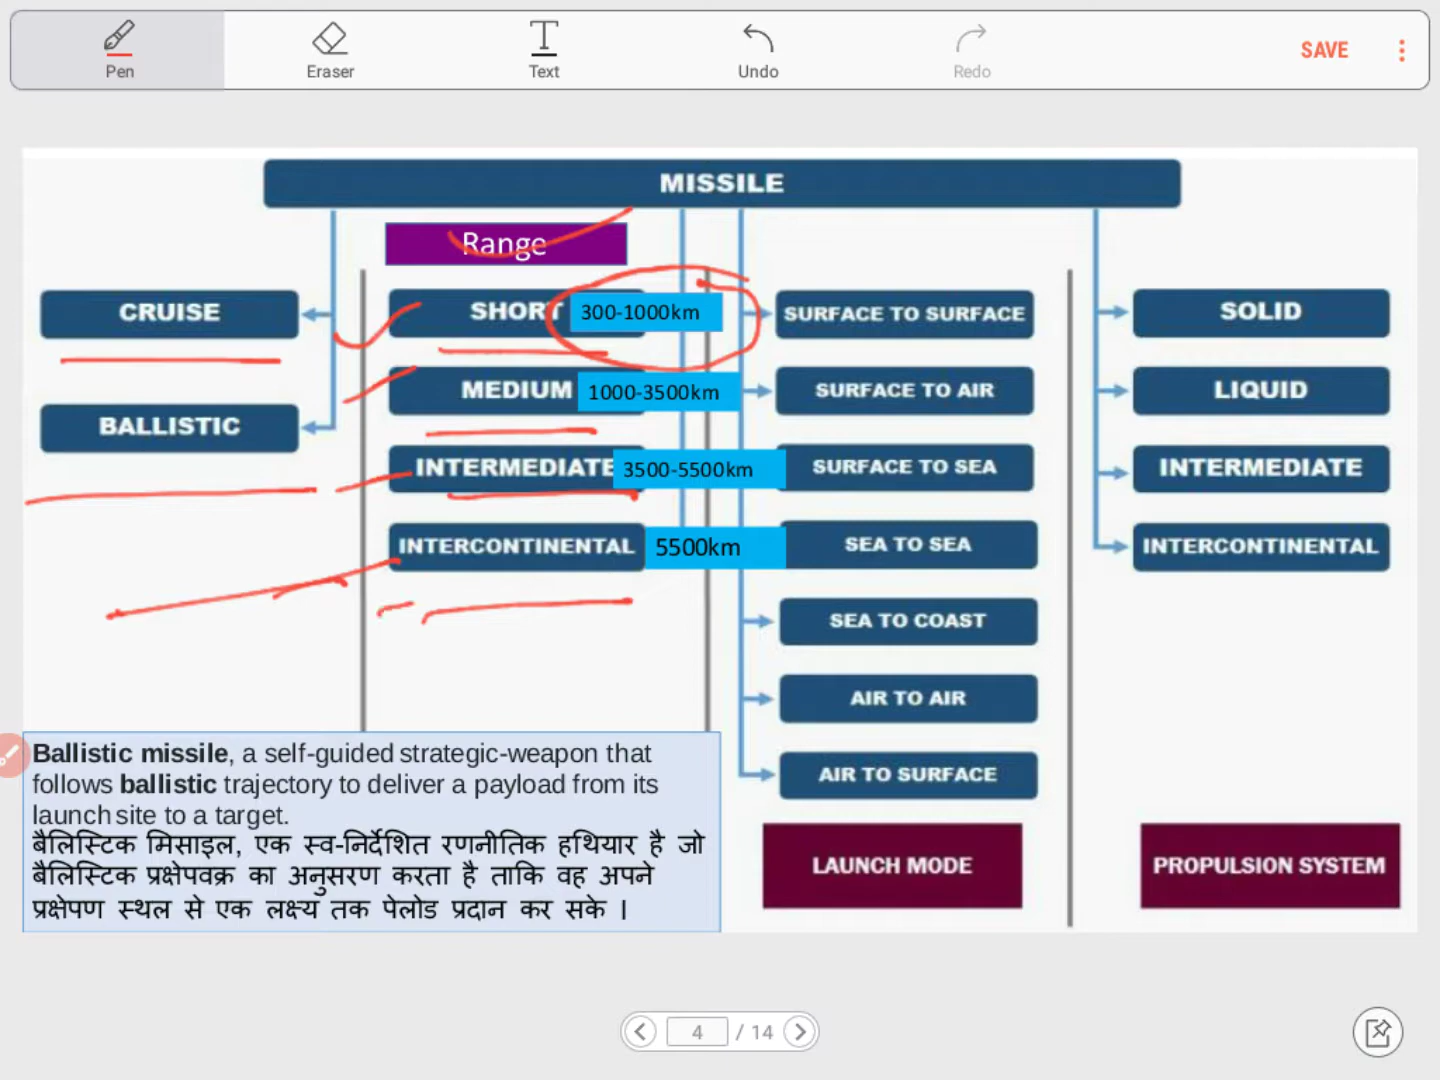 Pen
Eraser
Text
Undo
Redo
SAVE
MISSILE
Range
CRUISE
BALLISTIC
SHORT 300-1000km
MEDIUM 1000-3500km
INTERMEDIATE 3500-5500km
INTERCONTINENTAL 5500km
SURFACE TO SURFACE
SURFACE TO AIR
SURFACE TO SEA
SEA TO SEA
SEA TO COAST
AIR TO AIR
AIR TO SURFACE
LAUNCH MODE
SOLID
LIQUID
INTERMEDIATE
INTERCONTINENTAL
PROPULSION SYSTEM
Ballistic missile, a self-guided strategic-weapon that
follows ballistic trajectory to deliver a payload from its
launch site to a target.
बैलिस्टिक मिसाइल, एक स्व-निर्देशित रणनीतिक हथियार है जो
बैलिस्टिक प्रक्षेपवक्र का अनुसरण करता है ताकि वह अपने
प्रक्षेपण स्थल से एक लक्ष्य तक पेलोड प्रदान कर सके ।
4 / 14